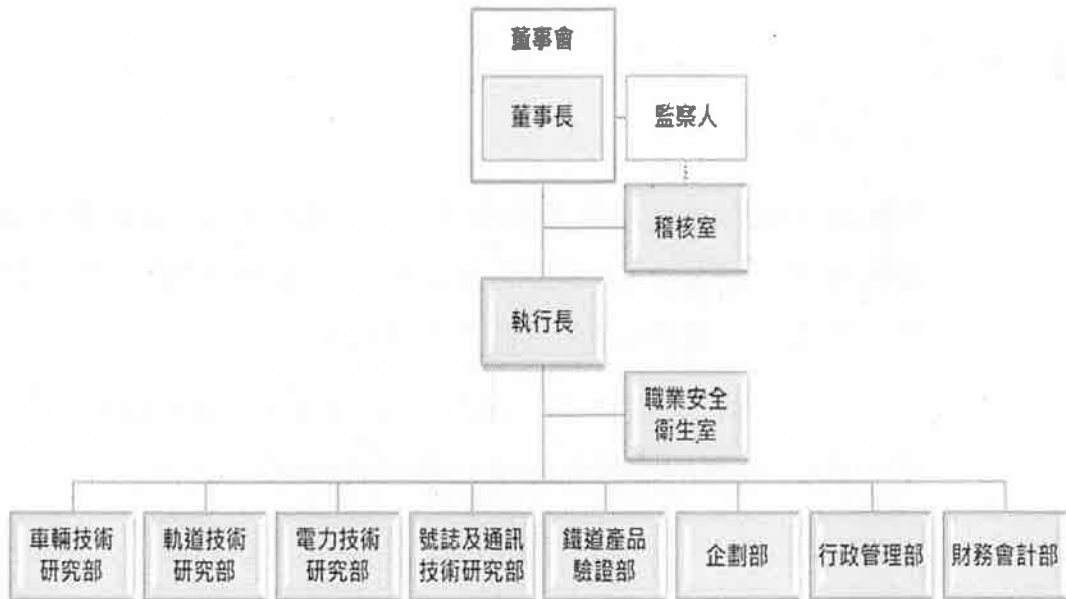 董事會
董事長
監察人
稽核室
執行長
職業安全
衛生室
車輛技術
研究部
軌道技術
研究部
電力技術
研究部
號誌及通訊
技術研究部
鐵道產品
驗證部
企劃部
行政管理部
財務會計部